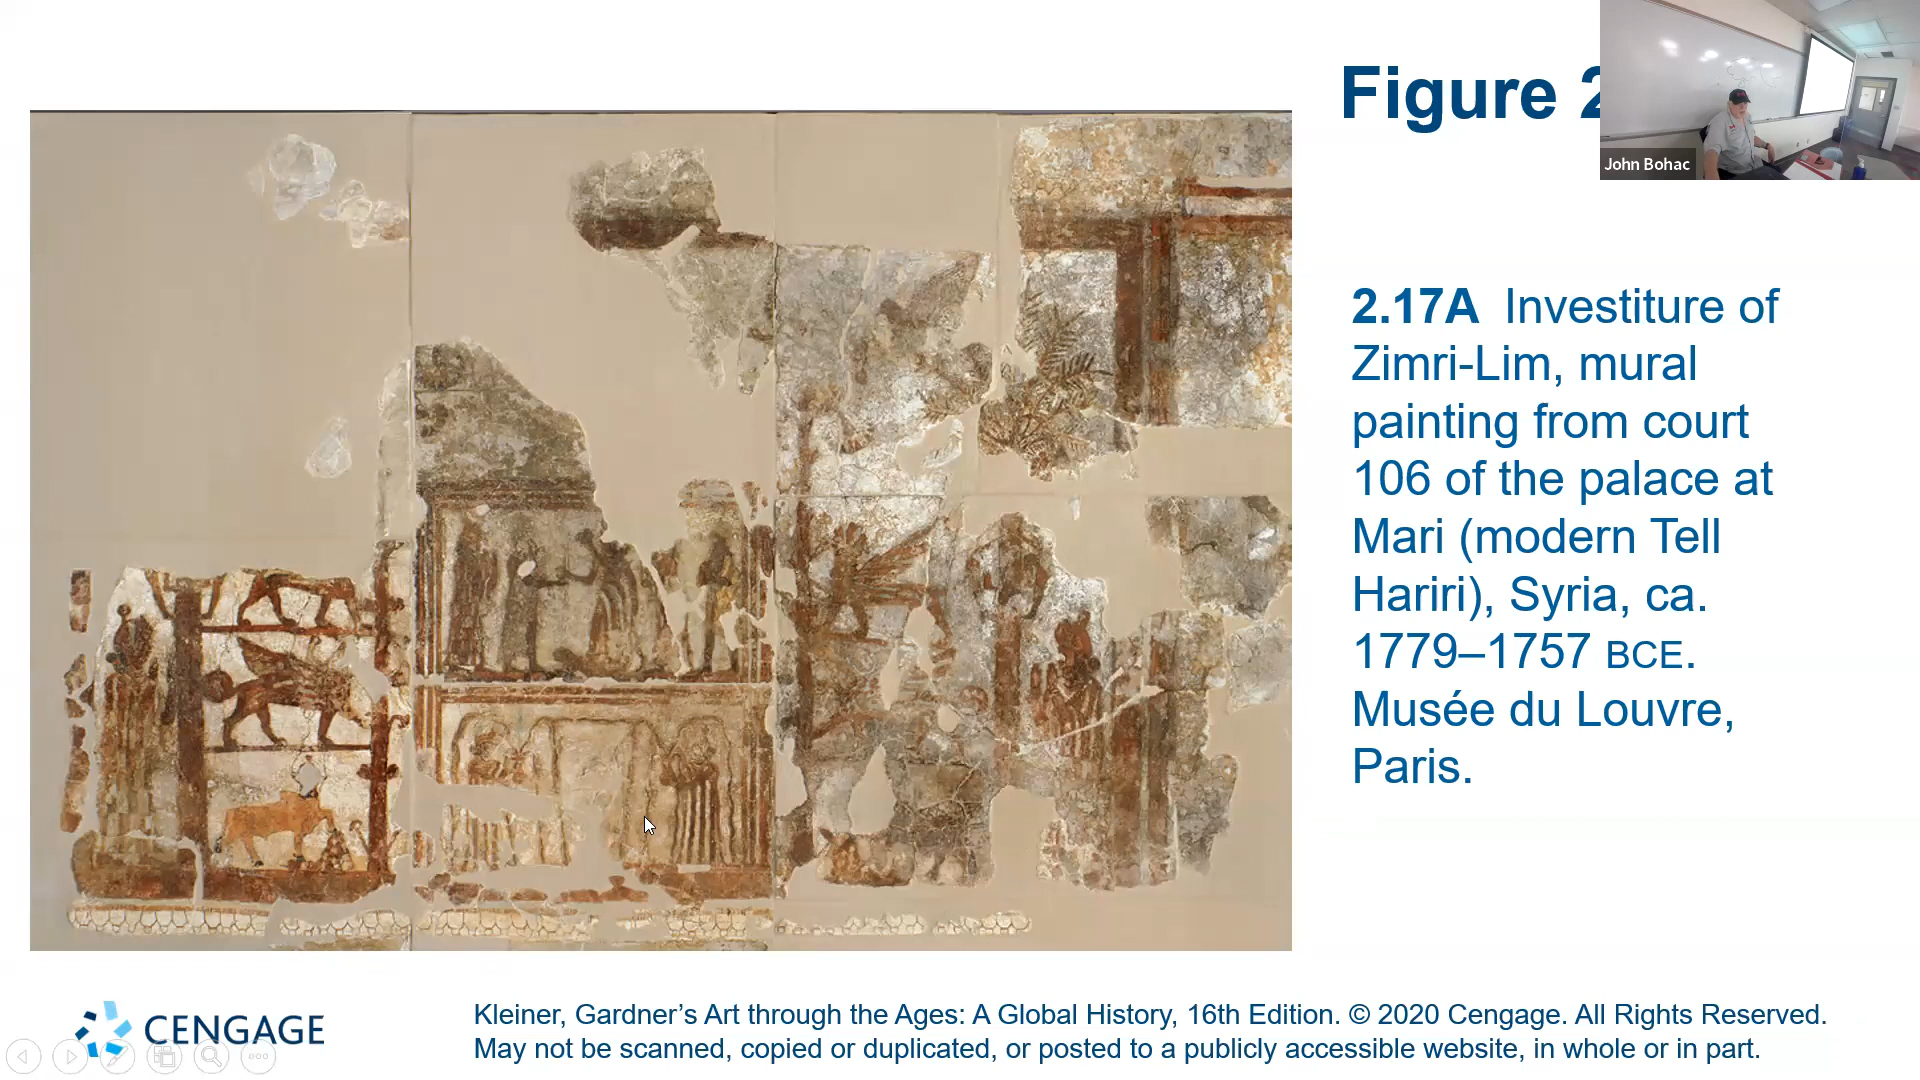 Figure 2
John Bohac
2.17A Investiture of
Zimri-Lim, mural
painting from court
106 of the palace at
Mari (modern Tell
Hariri), Syria, ca.
1779–1757 BCE.
Musée du Louvre,
Paris.
CENGAGE
Kleiner, Gardner’s Art through the Ages: A Global History, 16th Edition. © 2020 Cengage. All Rights Reserved.
May not be scanned, copied or duplicated, or posted to a publicly accessible website, in whole or in part.